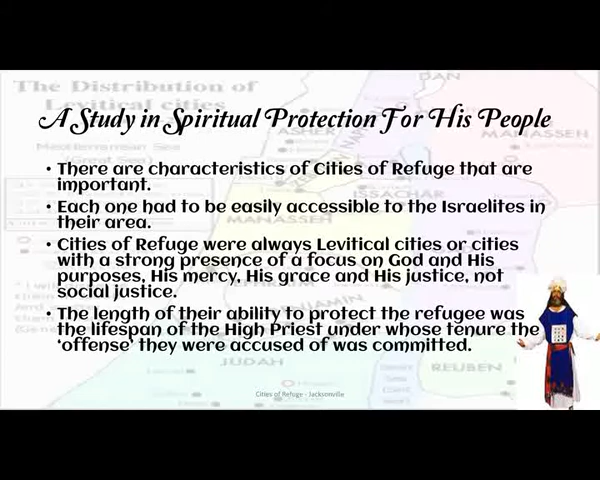 The Distribution of
Levitical cities
A Study in Spiritual Protection For His People
DAN
ASHER
MANASSEH
Mediterranean Sea
(Great Sea)
• There are characteristics of Cities of Refuge that are
important.
• Each one had to be easily accessible to the Israelites in
their area.
ISSACHAR
MANASSEH
• Cities of Refuge were always Levitical cities or cities
with a strong presence of a focus on God and His
purposes, His mercy, His grace and His justice, not
social justice.
• The length of their ability to protect the refugee was
the lifespan of the High Priest under whose tenure the
‘offense‘ they were accused of was committed.
JUDAH
REUBEN
Cities of Refuge - Jacksonville